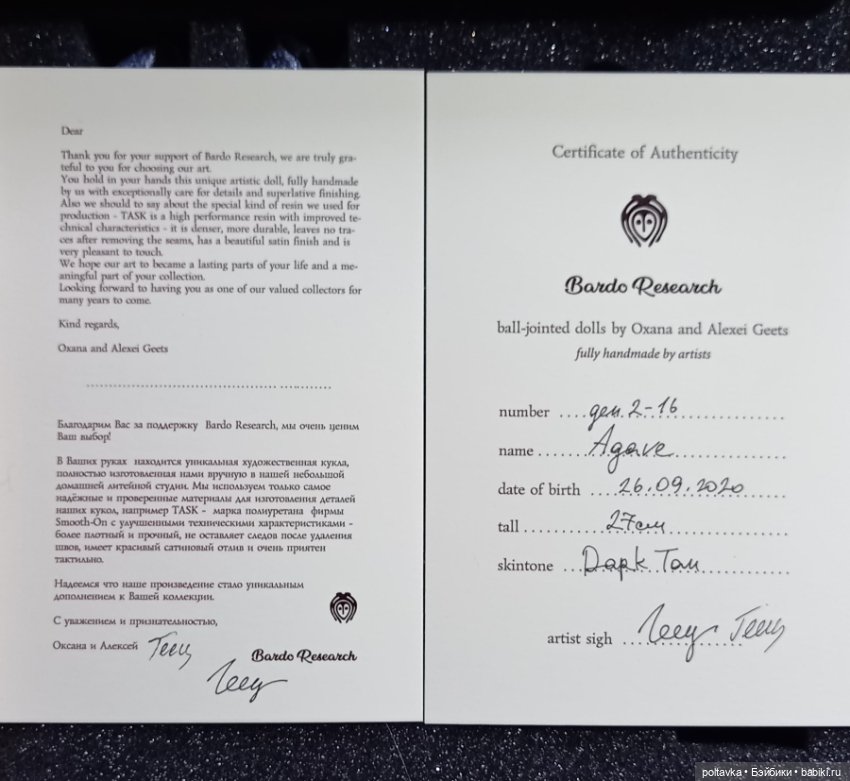 Dear
Thank you for your support of Bardo Research, we are truly gra-
teful to you for choosing our art.
You hold in your hands this unique artistic doll, fully handmade
by us with exceptionally care for details and superlative finishing.
Also we should to say about the special kind of resin we used for
production - TASK is a high performance resin with improved te-
chnical characteristics - it is denser, more durable, leaves no tra-
ces after removing the seams, has a beautiful satin finish and is
very pleasant to touch.
We hope our art to became a lasting parts of your life and a me-
aningful part of your collection.
Looking forward to having you as one of our valued collectors for
many years to come.
Kind regards,
Oxana and Alexei Geets
Благодарим Вас за поддержку Bardo Research, мы очень ценим
Ваш выбор!
В Ваших руках находится уникальная художественная кукла,
полностью изготовленная нами вручную в нашей небольшой
домашней литейной студии. Мы используем только самое
надёжные и проверенные материалы для изготовления деталей
наших кукол, например TASK - марка полиуретана фирмы
Smooth-On с улучшенными техническими характеристиками -
более плотный и прочный, не оставляет следов после удаления
швов, имеет красивый сатиновый отлив и очень приятен
тактильно.
Надеемся что наше произведение стало уникальным
дополнением к Вашей коллекции.
С уважением и признательностью,
Оксана и Алексей Геец
Bardo Research
Certificate of Authenticity
Bardo Research
ball-jointed dolls by Oxana and Alexei Geets
fully handmade by artists
number .... ден. 2-16
name ..... Agave
date of birth .... 26.09.2020
tall ........ 27см
skintone ... Дарк Тан
artist sigh .... Геец Геец
poltavka • Бэйбики • babiki.ru